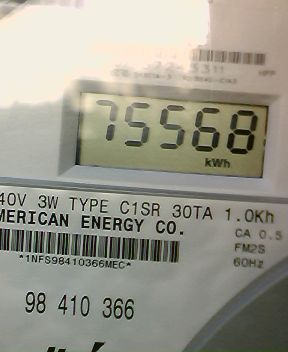 75568
kWh
40V 3W TYPE C1SR 30TA 1.0Kh
MERICAN ENERGY CO.
CA 0.5
FM2S
60Hz
*1NFS98410366MEC*
98 410 366